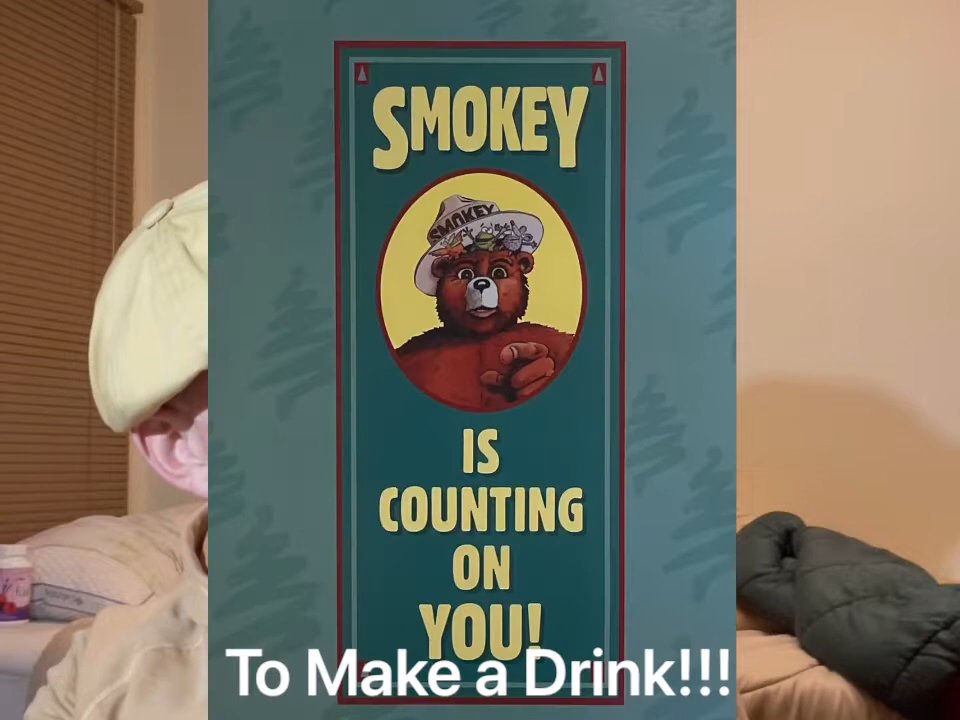 SMOKEY
SMOKEY
IS
COUNTING
ON
YOU!
To Make a Drink!!!